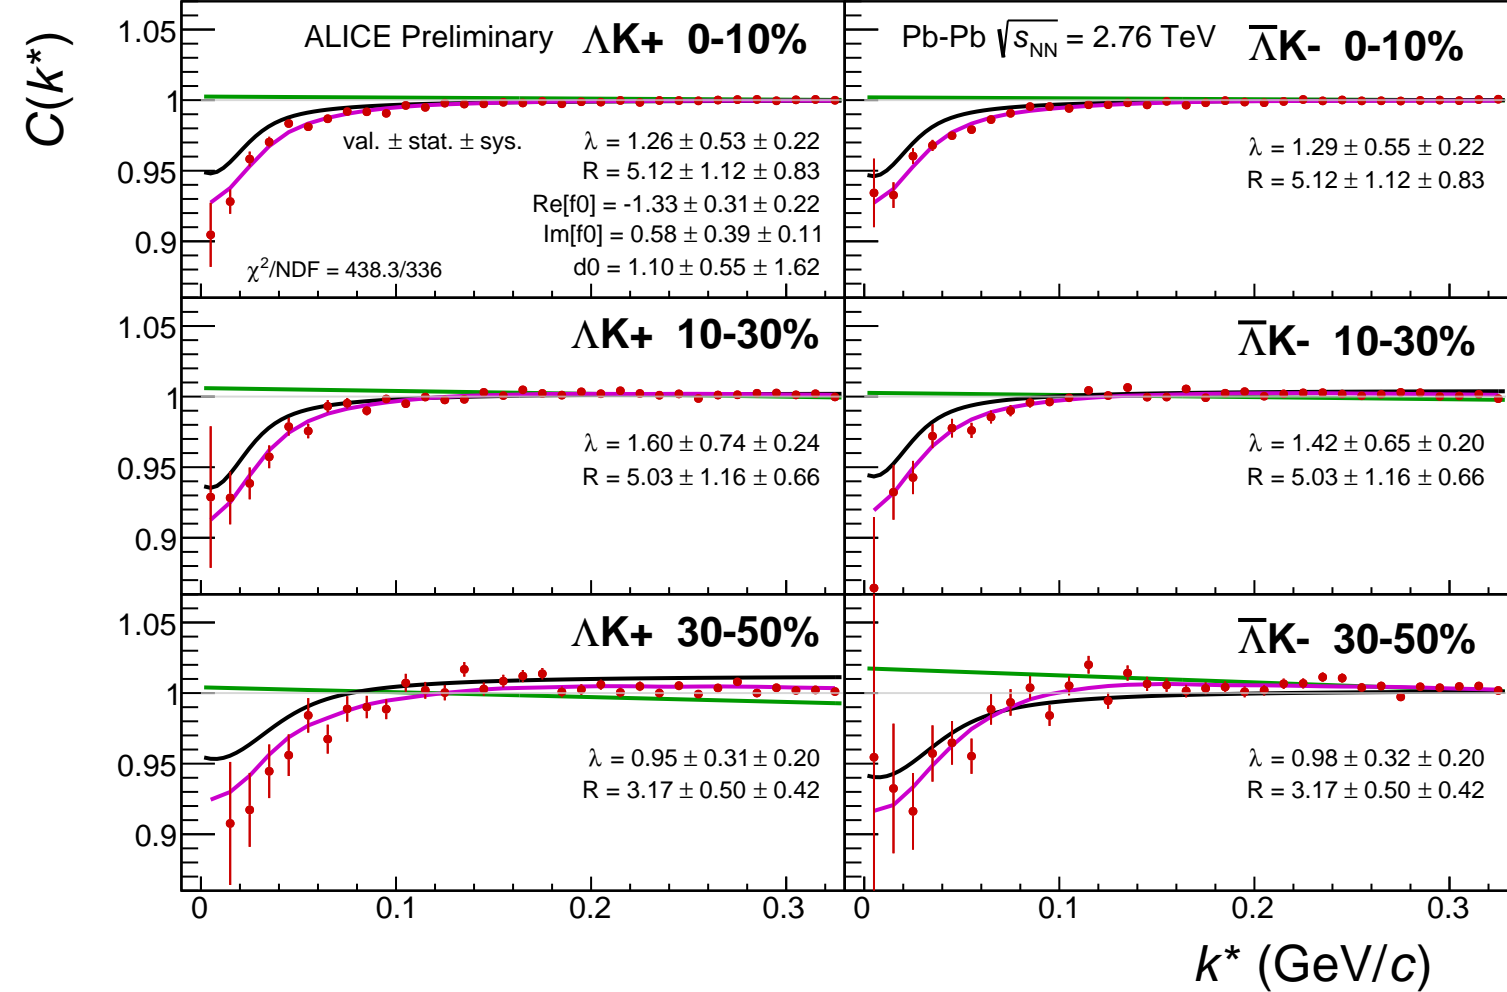 C(k*)
ALICE Preliminary ΛK+ 0-10%
val. ± stat. ± sys.
λ = 1.26 ± 0.53 ± 0.22
R = 5.12 ± 1.12 ± 0.83
Re[f0] = -1.33 ± 0.31 ± 0.22
Im[f0] = 0.58 ± 0.39 ± 0.11
χ²/NDF = 438.3/336
d0 = 1.10 ± 0.55 ± 1.62
1.05
1
0.95
0.9
Pb-Pb √sNN = 2.76 TeV Λ̅K- 0-10%
λ = 1.29 ± 0.55 ± 0.22
R = 5.12 ± 1.12 ± 0.83
ΛK+ 10-30%
λ = 1.60 ± 0.74 ± 0.24
R = 5.03 ± 1.16 ± 0.66
1.05
1
0.95
0.9
Λ̅K- 10-30%
λ = 1.42 ± 0.65 ± 0.20
R = 5.03 ± 1.16 ± 0.66
ΛK+ 30-50%
λ = 0.95 ± 0.31 ± 0.20
R = 3.17 ± 0.50 ± 0.42
1.05
1
0.95
0.9
Λ̅K- 30-50%
λ = 0.98 ± 0.32 ± 0.20
R = 3.17 ± 0.50 ± 0.42
0 0.1 0.2 0.3
0 0.1 0.2 0.3
k* (GeV/c)